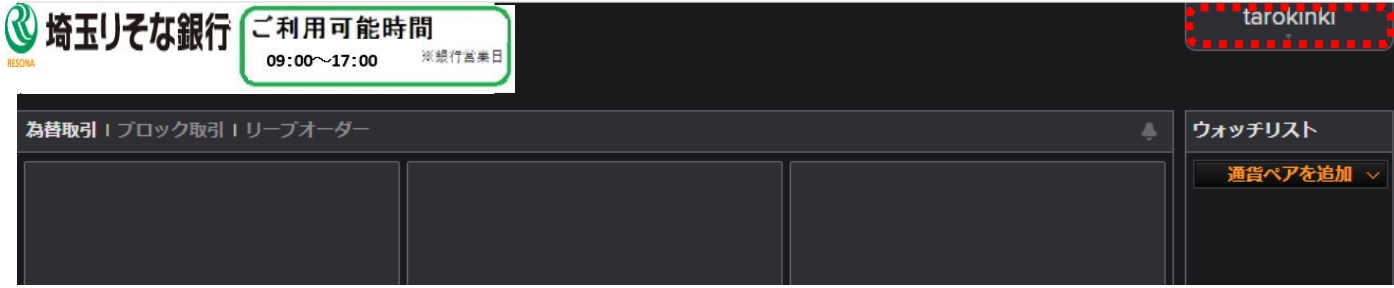 埼玉りそな銀行
RESONA
ご利用可能時間
09:00～17:00 ※銀行営業日
tarokinki
為替取引 | ブロック取引 | リーブオーダー
ウォッチリスト
通貨ペアを追加